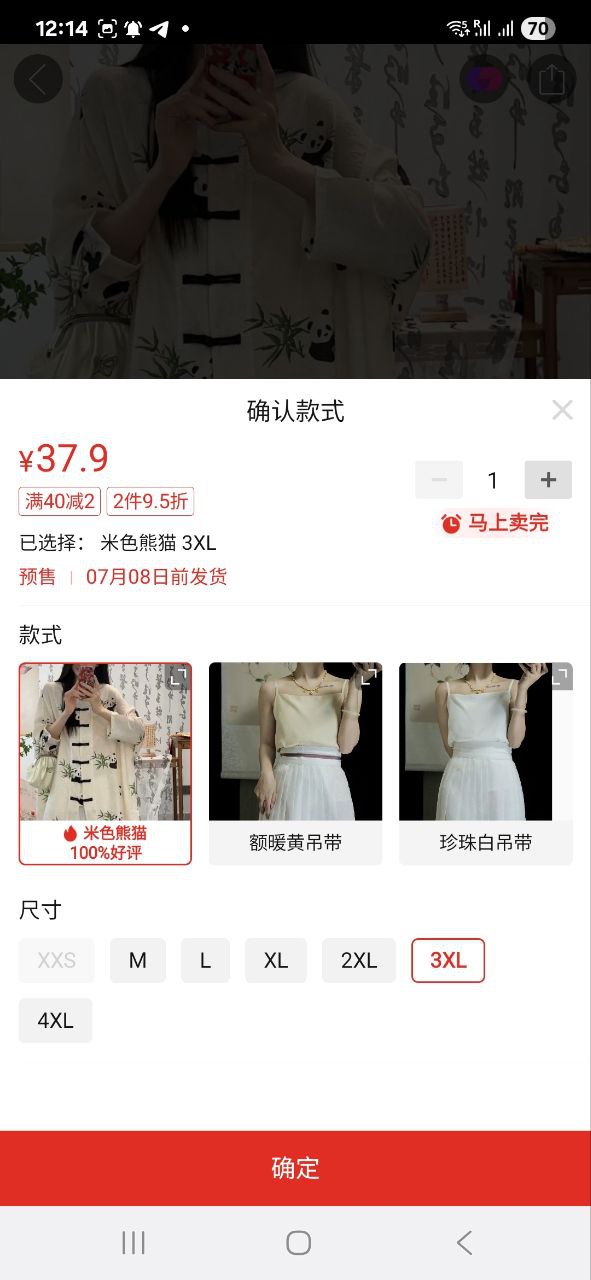 12:14
70
确认款式
¥37.9
1
满40减2 2件9.5折
马上卖完
已选择： 米色熊猫 3XL
预售 | 07月08日前发货
款式
米色熊猫
100%好评
额暖黄吊带
珍珠白吊带
尺寸
XXS M L XL 2XL 3XL
4XL
确定